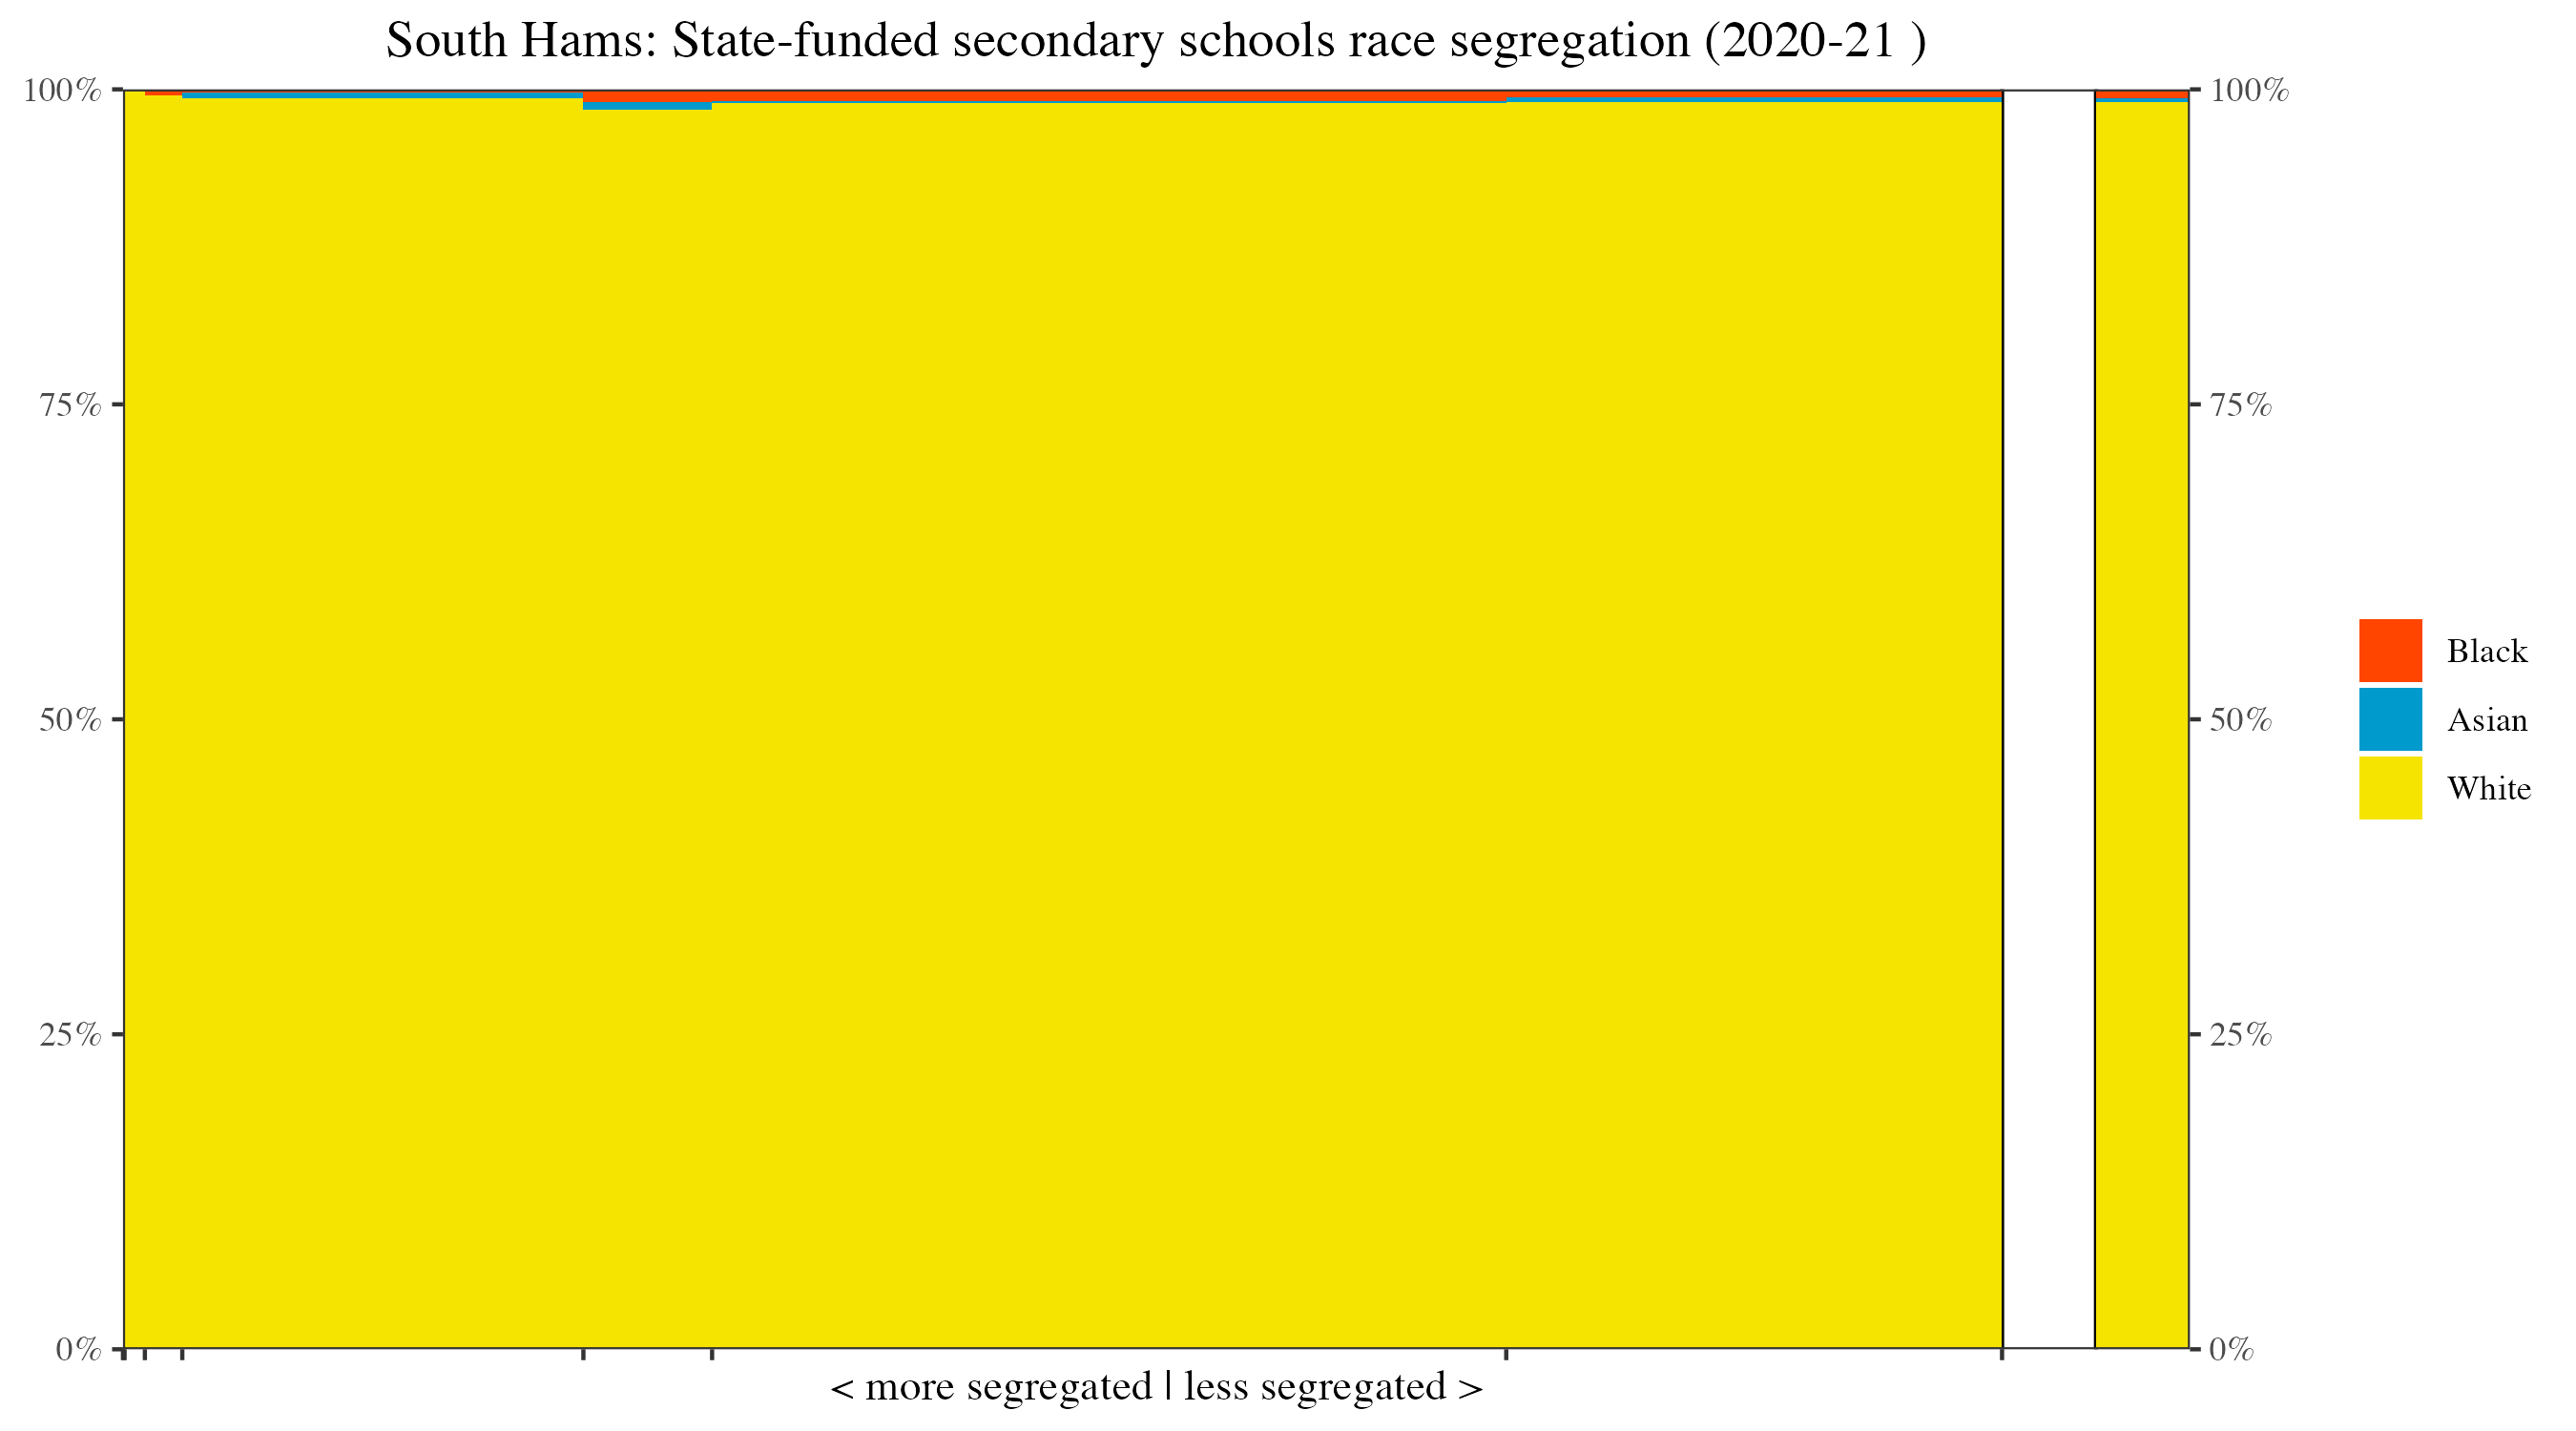 South Hams: State-funded secondary schools race segregation (2020-21 )
100%
75%
50%
25%
0%
100%
75%
50%
25%
0%
Black
Asian
White
< more segregated | less segregated >